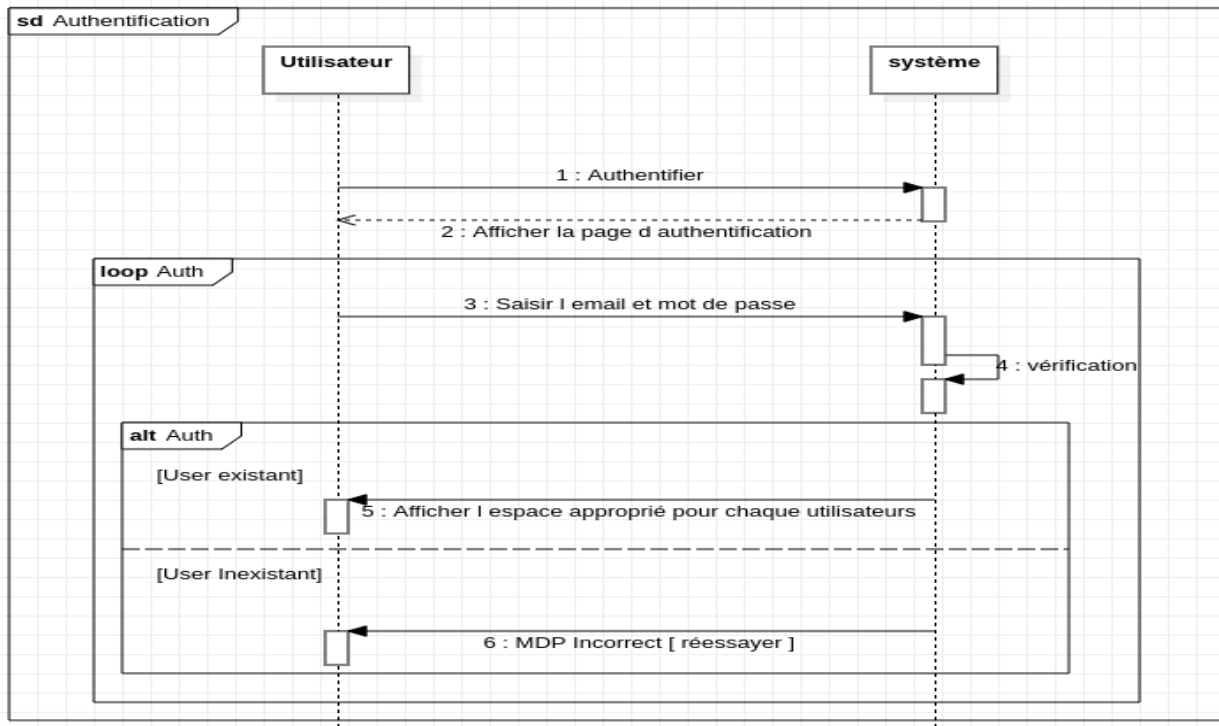 sd Authentification
Utilisateur
système
1 : Authentifier
2 : Afficher la page d authentification
loop Auth
3 : Saisir l email et mot de passe
4 : vérification
alt Auth
[User existant]
5 : Afficher l espace approprié pour chaque utilisateurs
[User Inexistant]
6 : MDP Incorrect [ réessayer ]